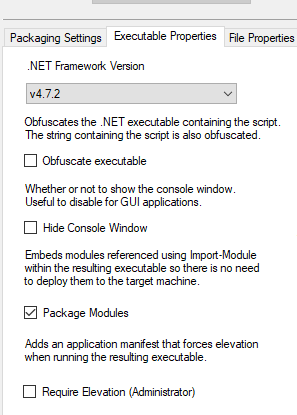 Packaging Settings
Executable Properties
File Properties
.NET Framework Version
v4.7.2
Obfuscates the .NET executable containing the script.
The string containing the script is also obfuscated.
Obfuscate executable
Whether or not to show the console window.
Useful to disable for GUI applications.
Hide Console Window
Embeds modules referenced using Import-Module
within the resulting executable so there is no need
to deploy them to the target machine.
Package Modules
Adds an application manifest that forces elevation
when running the resulting executable.
Require Elevation (Administrator)